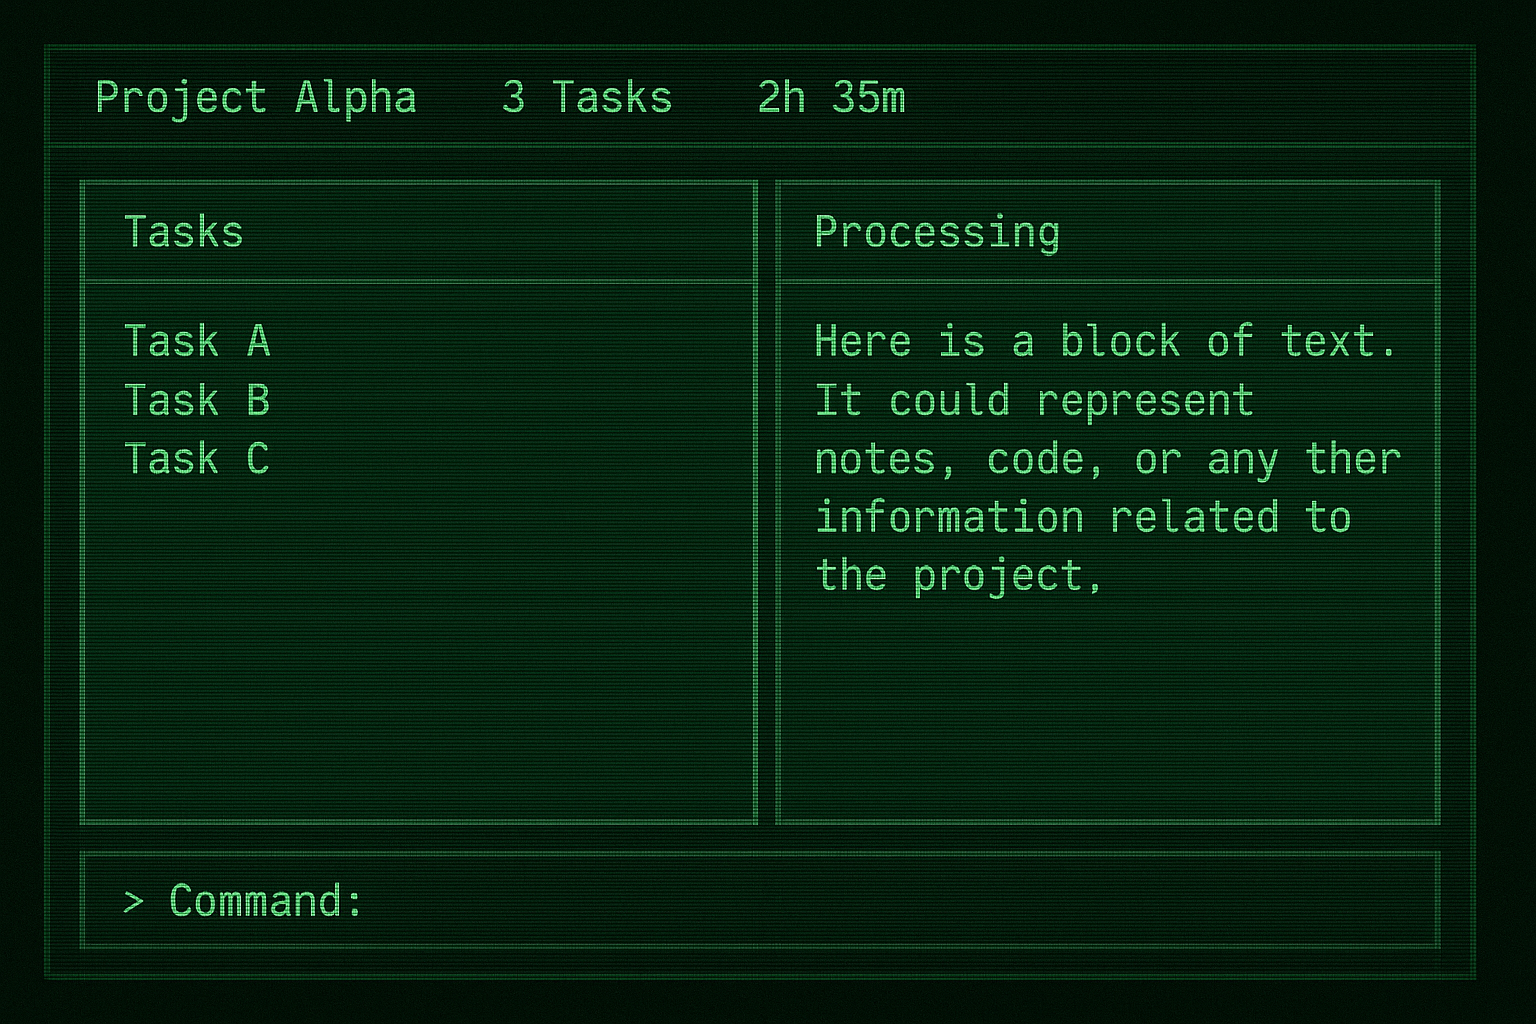 Project Alpha 3 Tasks 2h 35m
Tasks
Task A
Task B
Task C
Processing
Here is a block of text.
It could represent
notes, code, or any ther
information related to
the project,
> Command: